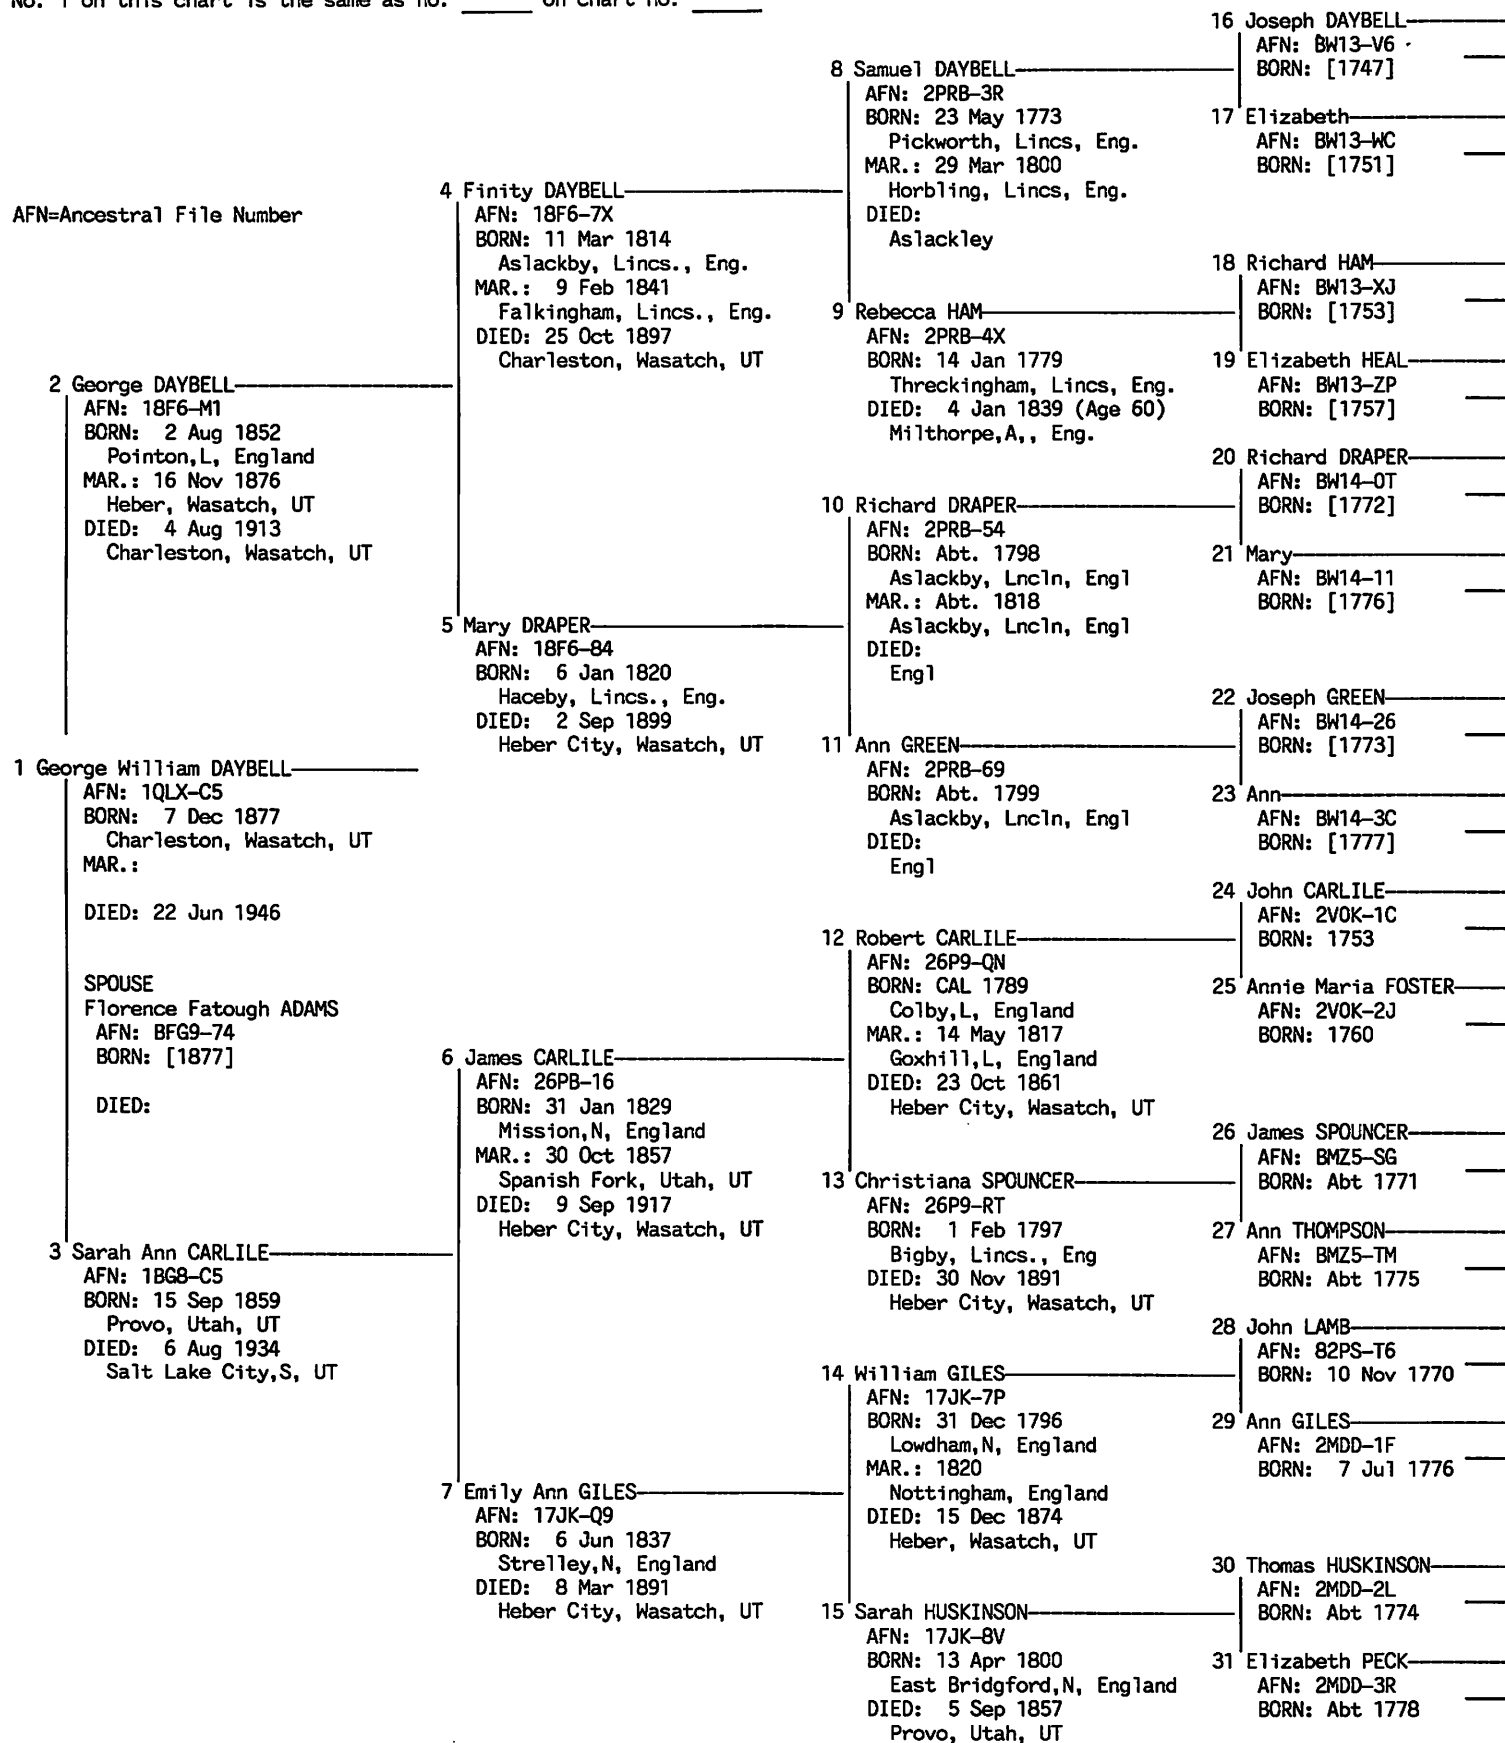 No. 1 on this chart is the same as no. ______ on chart no. ______
AFN=Ancestral File Number
1 George William DAYBELL
AFN: 1QLX-C5
BORN: 7 Dec 1877
Charleston, Wasatch, UT
MAR.:
DIED: 22 Jun 1946
SPOUSE
Florence Fatough ADAMS
AFN: BFG9-74
BORN: [1877]
DIED:
2 George DAYBELL
AFN: 18F6-M1
BORN: 2 Aug 1852
Pointon,L, England
MAR.: 16 Nov 1876
Heber, Wasatch, UT
DIED: 4 Aug 1913
Charleston, Wasatch, UT
3 Sarah Ann CARLILE
AFN: 1BG8-C5
BORN: 15 Sep 1859
Provo, Utah, UT
DIED: 6 Aug 1934
Salt Lake City,S, UT
4 Finity DAYBELL
AFN: 18F6-7X
BORN: 11 Mar 1814
Aslackby, Lincs., Eng.
MAR.: 9 Feb 1841
Falkingham, Lincs., Eng.
DIED: 25 Oct 1897
Charleston, Wasatch, UT
5 Mary DRAPER
AFN: 18F6-84
BORN: 6 Jan 1820
Haceby, Lincs., Eng.
DIED: 2 Sep 1899
Heber City, Wasatch, UT
6 James CARLILE
AFN: 26PB-16
BORN: 31 Jan 1829
Mission,N, England
MAR.: 30 Oct 1857
Spanish Fork, Utah, UT
DIED: 9 Sep 1917
Heber City, Wasatch, UT
7 Emily Ann GILES
AFN: 17JK-Q9
BORN: 6 Jun 1837
Strelley,N, England
DIED: 8 Mar 1891
Heber City, Wasatch, UT
8 Samuel DAYBELL
AFN: 2PRB-3R
BORN: 23 May 1773
Pickworth, Lincs, Eng.
MAR.: 29 Mar 1800
Horbling, Lincs, Eng.
DIED:
Aslackley
9 Rebecca HAM
AFN: 2PRB-4X
BORN: 14 Jan 1779
Threckingham, Lincs, Eng.
DIED: 4 Jan 1839 (Age 60)
Milthorpe,A,, Eng.
10 Richard DRAPER
AFN: 2PRB-54
BORN: Abt. 1798
Aslackby, Lncln, Engl
MAR.: Abt. 1818
Aslackby, Lncln, Engl
DIED:
Engl
11 Ann GREEN
AFN: 2PRB-69
BORN: Abt. 1799
Aslackby, Lncln, Engl
DIED:
Engl
12 Robert CARLILE
AFN: 26P9-QN
BORN: CAL 1789
Colby,L, England
MAR.: 14 May 1817
Goxhill,L, England
DIED: 23 Oct 1861
Heber City, Wasatch, UT
13 Christiana SPOUNCER
AFN: 26P9-RT
BORN: 1 Feb 1797
Bigby, Lincs., Eng
DIED: 30 Nov 1891
Heber City, Wasatch, UT
14 William GILES
AFN: 17JK-7P
BORN: 31 Dec 1796
Lowdham,N, England
MAR.: 1820
Nottingham, England
DIED: 15 Dec 1874
Heber, Wasatch, UT
15 Sarah HUSKINSON
AFN: 17JK-8V
BORN: 13 Apr 1800
East Bridgford,N, England
DIED: 5 Sep 1857
Provo, Utah, UT
16 Joseph DAYBELL
AFN: BW13-V6
BORN: [1747]
17 Elizabeth
AFN: BW13-WC
BORN: [1751]
18 Richard HAM
AFN: BW13-XJ
BORN: [1753]
19 Elizabeth HEAL
AFN: BW13-ZP
BORN: [1757]
20 Richard DRAPER
AFN: BW14-0T
BORN: [1772]
21 Mary
AFN: BW14-11
BORN: [1776]
22 Joseph GREEN
AFN: BW14-26
BORN: [1773]
23 Ann
AFN: BW14-3C
BORN: [1777]
24 John CARLILE
AFN: 2V0K-1C
BORN: 1753
25 Annie Maria FOSTER
AFN: 2V0K-2J
BORN: 1760
26 James SPOUNCER
AFN: BMZ5-SG
BORN: Abt 1771
27 Ann THOMPSON
AFN: BMZ5-TM
BORN: Abt 1775
28 John LAMB
AFN: 82PS-T6
BORN: 10 Nov 1770
29 Ann GILES
AFN: 2MDD-1F
BORN: 7 Jul 1776
30 Thomas HUSKINSON
AFN: 2MDD-2L
BORN: Abt 1774
31 Elizabeth PECK
AFN: 2MDD-3R
BORN: Abt 1778